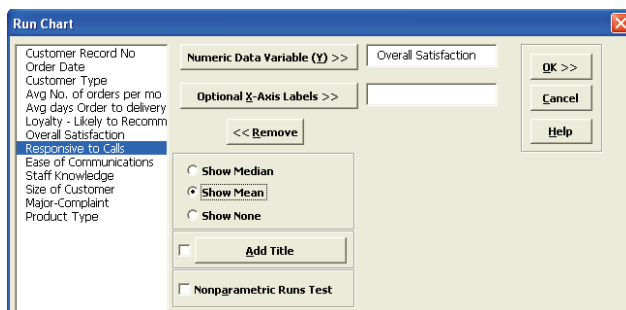 Run Chart
Customer Record No
Order Date
Customer Type
Avg No. of orders per mo
Avg days Order to delivery
Loyalty - Likely to Recomm
Overall Satisfaction
Responsive to Calls
Ease of Communications
Staff Knowledge
Size of Customer
Major-Complaint
Product Type
Numeric Data Variable (Y) >>
Overall Satisfaction
Optional X-Axis Labels >>
<< Remove
Show Median
Show Mean
Show None
Add Title
Nonparametric Runs Test
OK >>
Cancel
Help